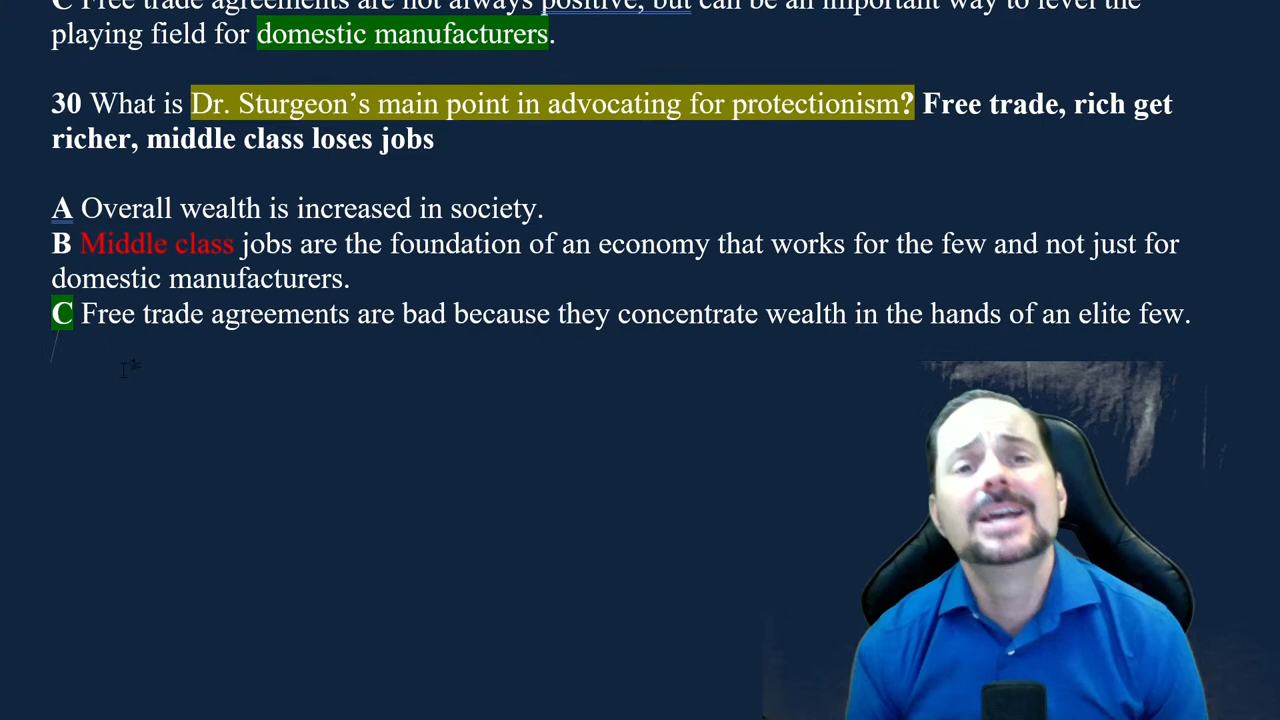 C Free trade agreements are not always positive, but can be an important way to level the
playing field for domestic manufacturers.
30 What is Dr. Sturgeon’s main point in advocating for protectionism? Free trade, rich get
richer, middle class loses jobs
A Overall wealth is increased in society.
B Middle class jobs are the foundation of an economy that works for the few and not just for
domestic manufacturers.
C Free trade agreements are bad because they concentrate wealth in the hands of an elite few.